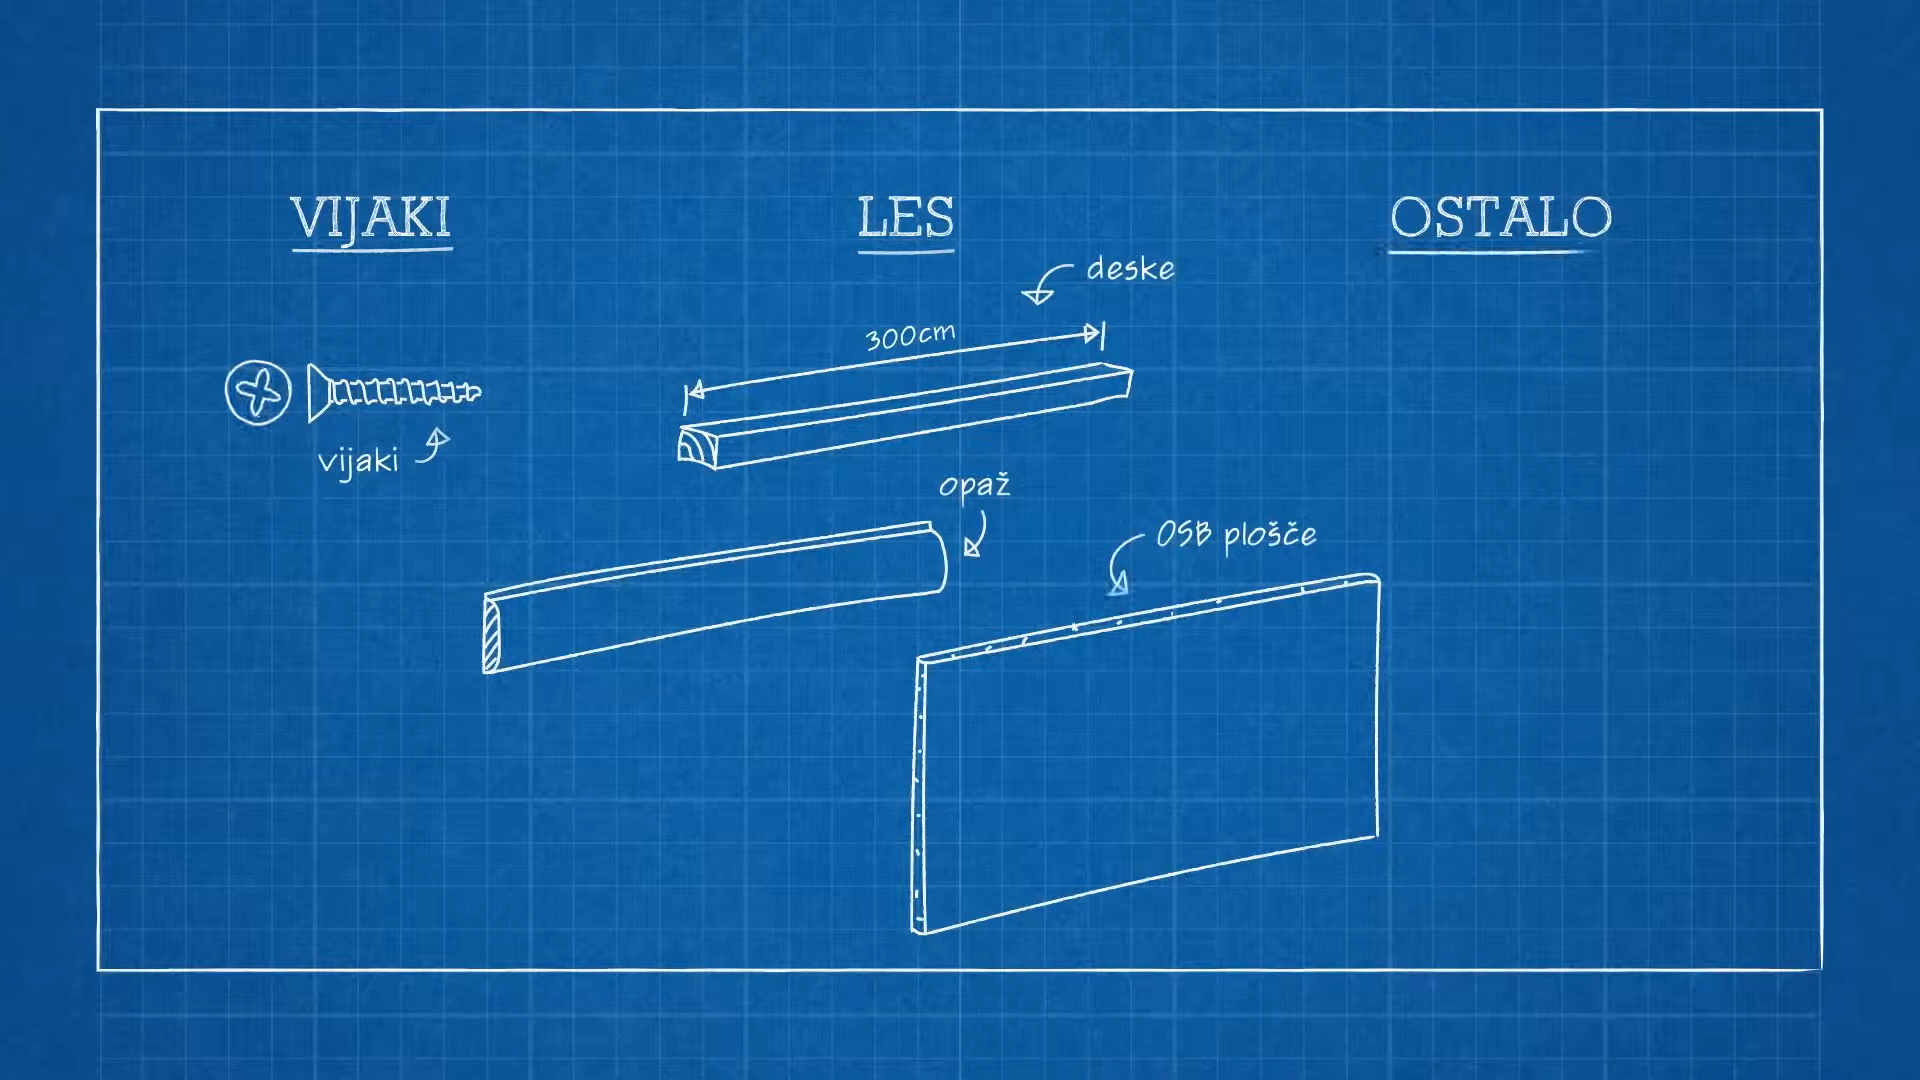 VIJAKI
LES
OSTALO
deske
300cm
vijaki
opaž
OSB plošče